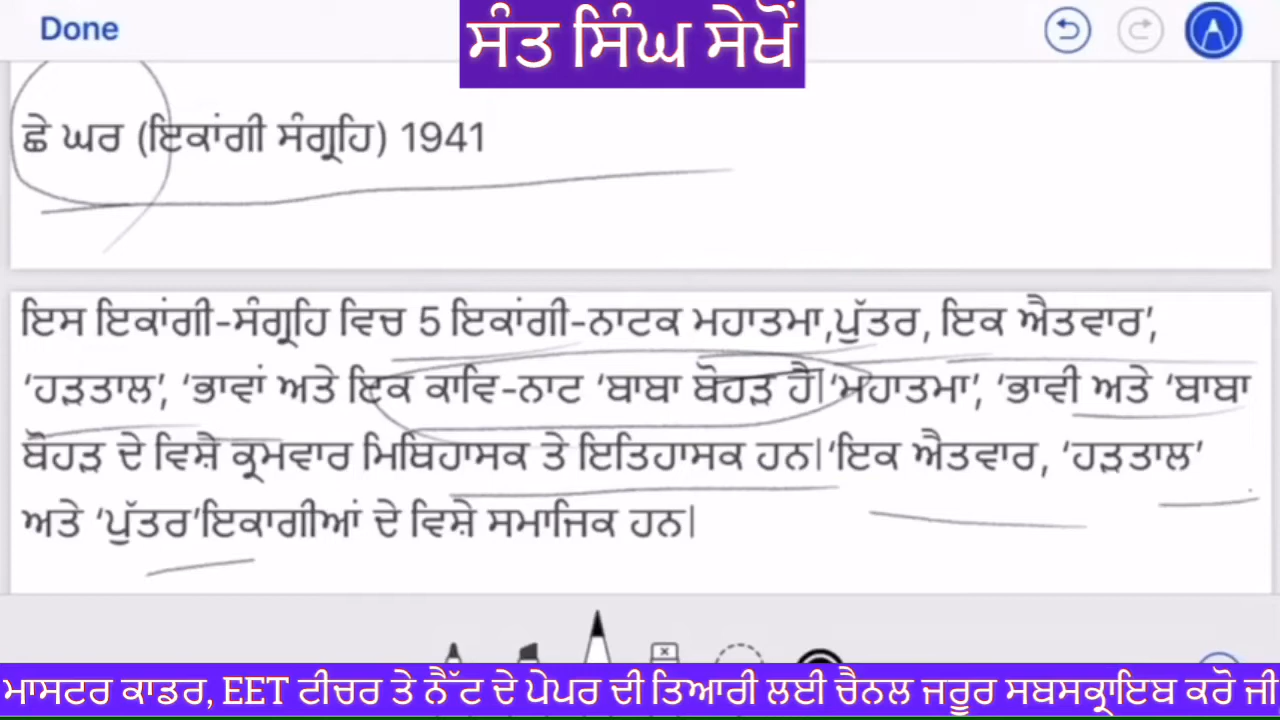 Done
ਸੰਤ ਸਿੰਘ ਸੇਖੋਂ
ਛੇ ਘਰ (ਇਕਾਂਗੀ ਸੰਗ੍ਰਹਿ) 1941
ਇਸ ਇਕਾਂਗੀ-ਸੰਗ੍ਰਹਿ ਵਿਚ 5 ਇਕਾਂਗੀ-ਨਾਟਕ ਮਹਾਤਮਾ,ਪੁੱਤਰ, ਇਕ ਐਤਵਾਰ’,
‘ਹੜਤਾਲ’, ‘ਭਾਵਾਂ ਅਤੇ ਇਕ ਕਾਵਿ-ਨਾਟ ‘ਬਾਬਾ ਬੋਹੜ ਹੈ|‘ਮਹਾਤਮਾ’, ‘ਭਾਵੀ ਅਤੇ ‘ਬਾਬਾ
ਬੋਹੜ ਦੇ ਵਿਸ਼ੇ ਕ੍ਰਮਵਾਰ ਮਿਥਿਹਾਸਕ ਤੇ ਇਤਿਹਾਸਕ ਹਨ|‘ਇਕ ਐਤਵਾਰ, ‘ਹੜਤਾਲ’
ਅਤੇ ‘ਪੁੱਤਰ’ਇਕਾਗੀਆਂ ਦੇ ਵਿਸ਼ੇ ਸਮਾਜਿਕ ਹਨ|
ਮਾਸਟਰ ਕਾਡਰ, EET ਟੀਚਰ ਤੇ ਨੈੱਟ ਦੇ ਪੇਪਰ ਦੀ ਤਿਆਰੀ ਲਈ ਚੈਨਲ ਜਰੂਰ ਸਬਸਕ੍ਰਾਇਬ ਕਰੋ ਜੀ